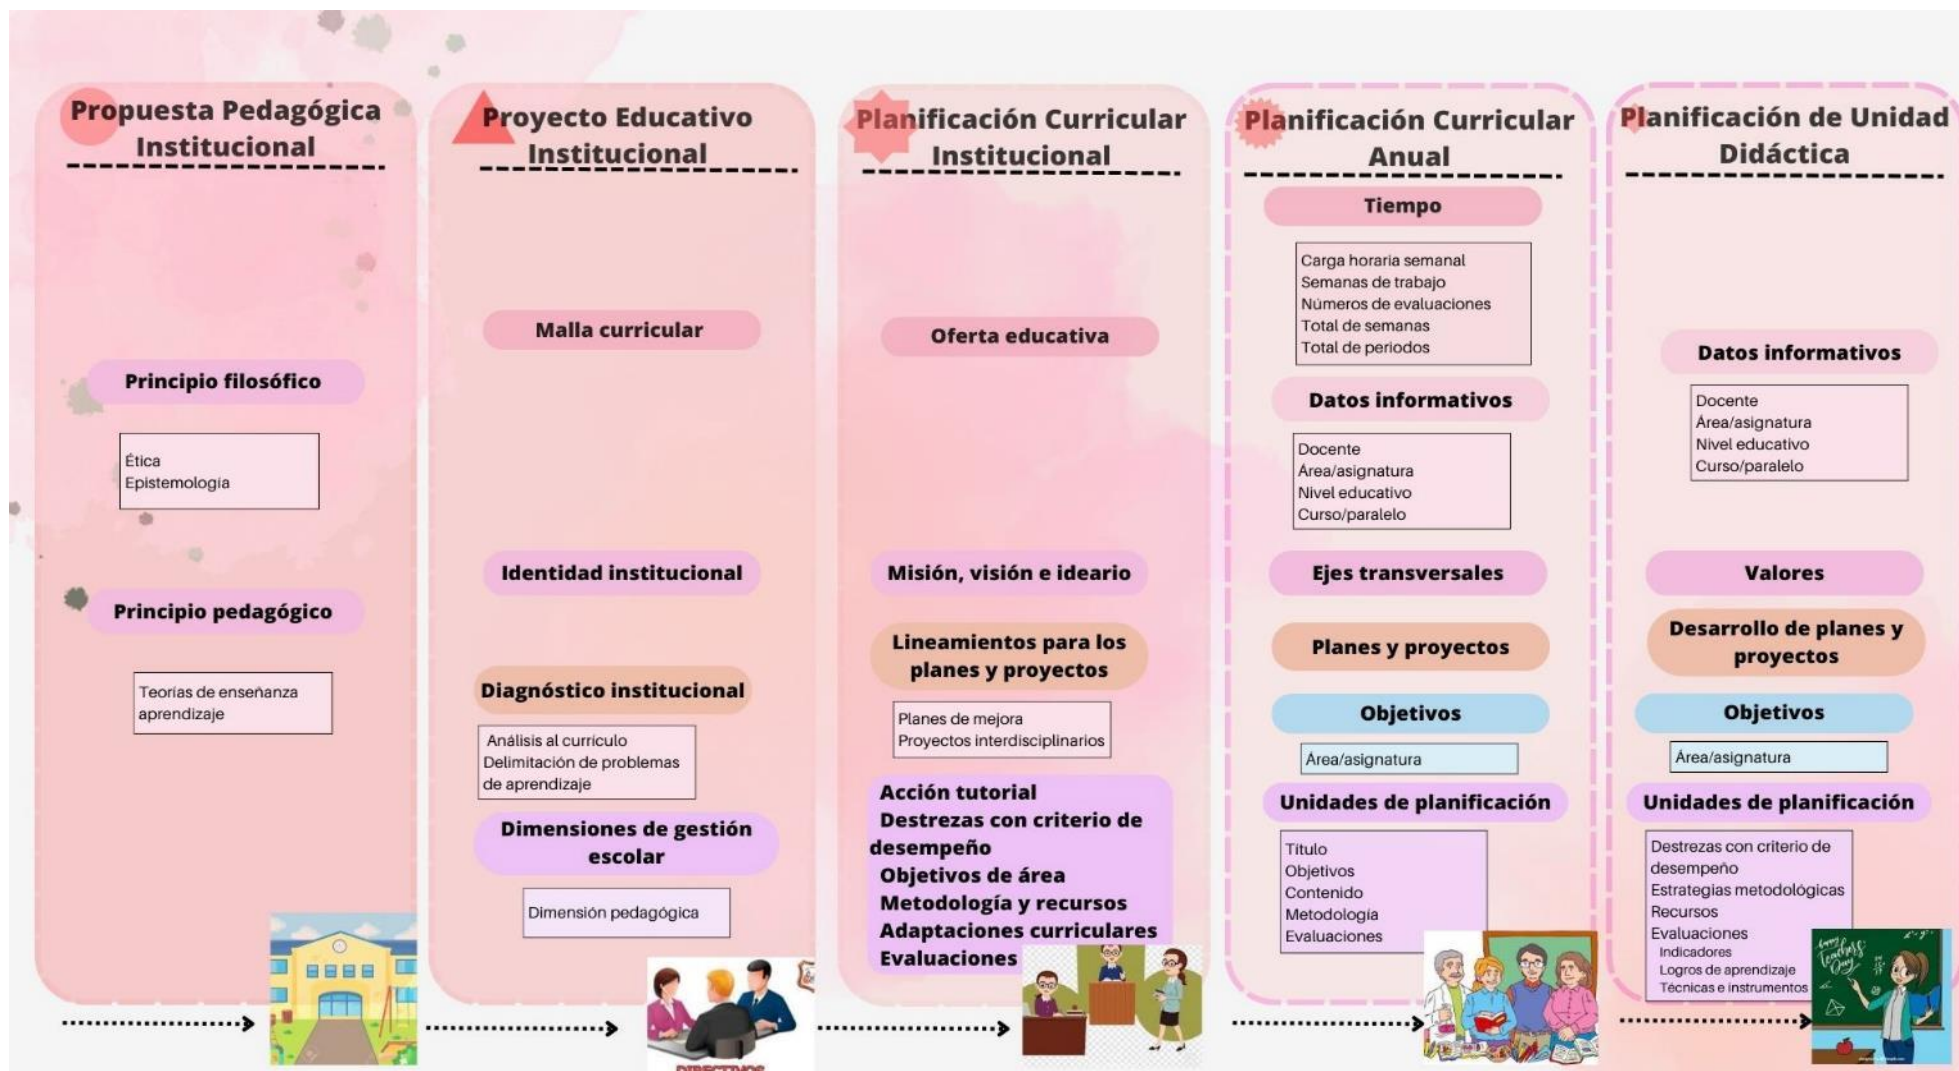 Propuesta Pedagógica
Institucional
Principio filosófico
Ética
Epistemología
Principio pedagógico
Teorías de enseñanza
aprendizaje
Proyecto Educativo
Institucional
Malla curricular
Identidad institucional
Diagnóstico institucional
Análisis al currículo
Delimitación de problemas
de aprendizaje
Dimensiones de gestión
escolar
Dimensión pedagógica
DIRECTIVOS
Planificación Curricular
Institucional
Oferta educativa
Misión, visión e ideario
Lineamientos para los
planes y proyectos
Planes de mejora
Proyectos interdisciplinarios
Acción tutorial
Destrezas con criterio de
desempeño
Objetivos de área
Metodología y recursos
Adaptaciones curriculares
Evaluaciones
Planificación Curricular
Anual
Tiempo
Carga horaria semanal
Semanas de trabajo
Números de evaluaciones
Total de semanas
Total de periodos
Datos informativos
Docente
Área/asignatura
Nivel educativo
Curso/paralelo
Ejes transversales
Planes y proyectos
Objetivos
Área/asignatura
Unidades de planificación
Título
Objetivos
Contenido
Metodología
Evaluaciones
Planificación de Unidad
Didáctica
Datos informativos
Docente
Área/asignatura
Nivel educativo
Curso/paralelo
Valores
Desarrollo de planes y
proyectos
Objetivos
Área/asignatura
Unidades de planificación
Destrezas con criterio de
desempeño
Estrategias metodológicas
Recursos
Evaluaciones
Indicadores
Logros de aprendizaje
Técnicas e instrumentos
happy
Teachers
Day